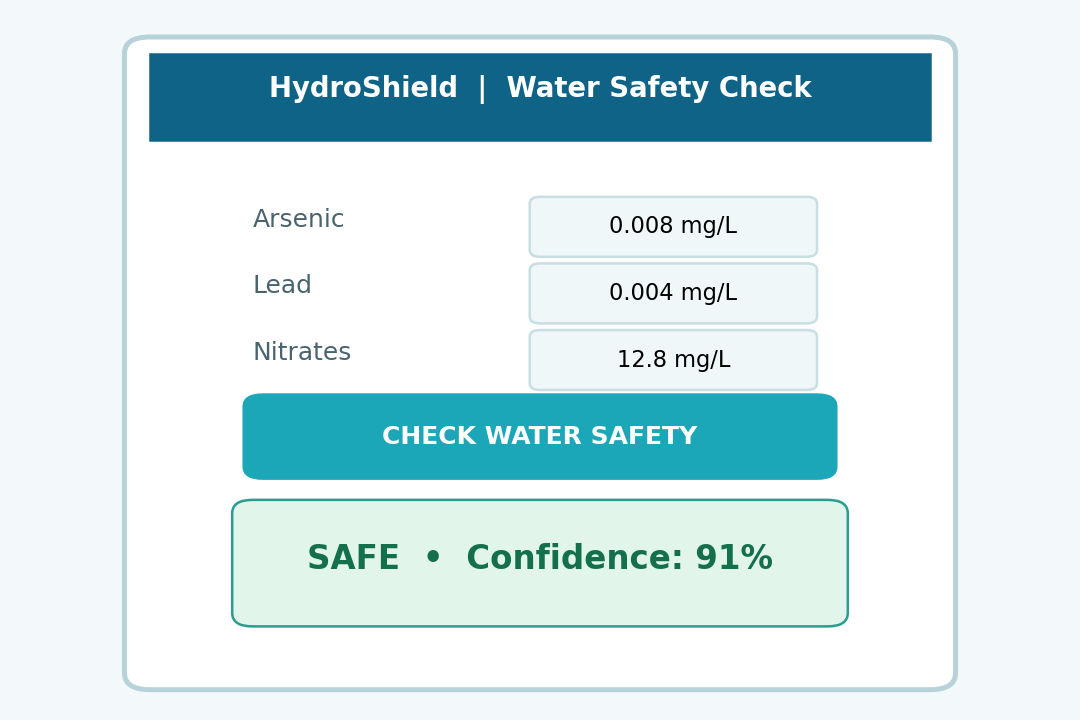 HydroShield | Water Safety Check
Arsenic 0.008 mg/L
Lead 0.004 mg/L
Nitrates 12.8 mg/L
CHECK WATER SAFETY
SAFE • Confidence: 91%